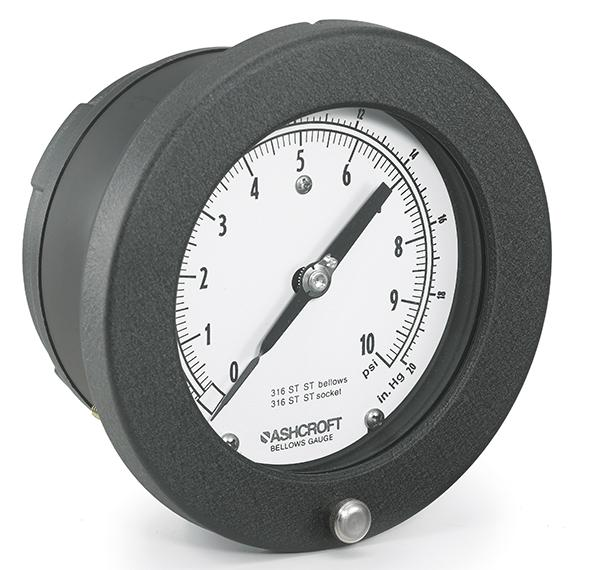 0
1
2
3
4
5
6
8
9
10
12
14
16
18
20
psi
in. Hg
316 ST ST bellows
316 ST ST socket
ASHCROFT
BELLOWS GAUGE